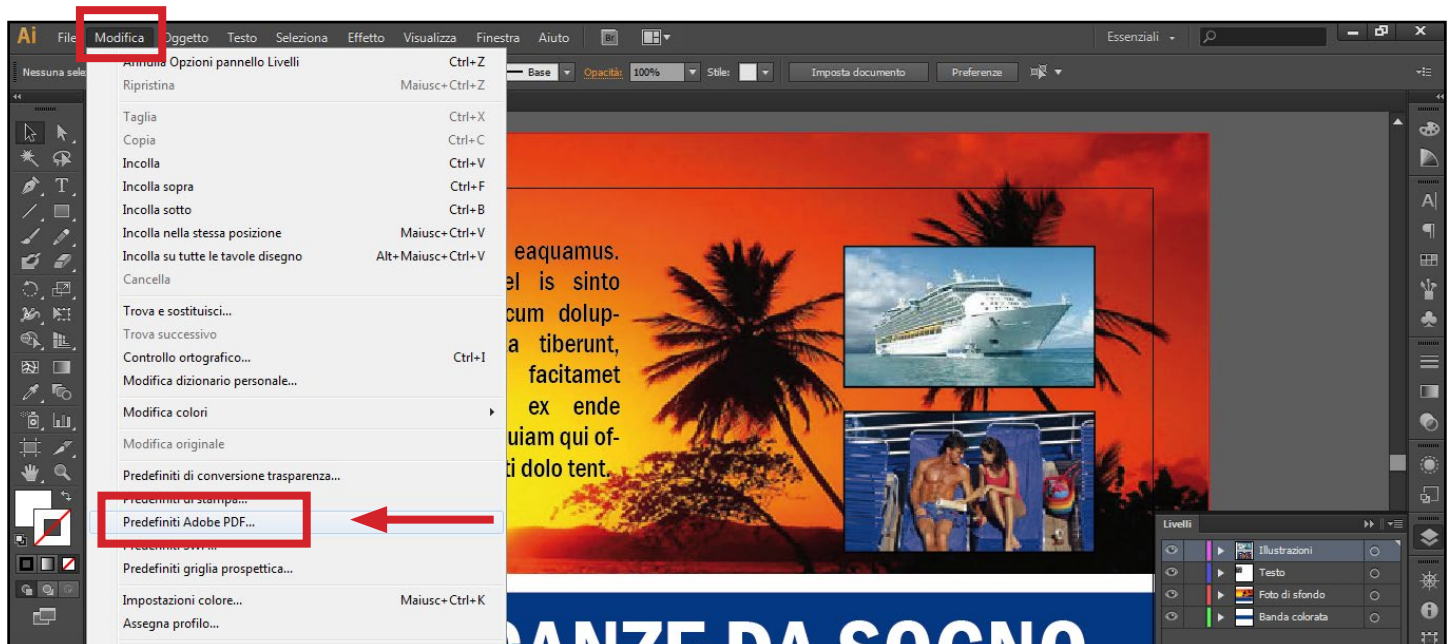 Ai File Modifica Oggetto Testo Seleziona Effetto Visualizza Finestra Aiuto Br Essenziali
Nessuna sele Base Opacità: 100% Stile: Imposta documento Preferenze
Annulla Opzioni pannello Livelli Ctrl+Z
Ripristina Maiusc+Ctrl+Z
Taglia Ctrl+X
Copia Ctrl+C
Incolla Ctrl+V
Incolla sopra Ctrl+F
Incolla sotto Ctrl+B
Incolla nella stessa posizione Maiusc+Ctrl+V
Incolla su tutte le tavole disegno Alt+Maiusc+Ctrl+V
Cancella
Trova e sostituisci...
Trova successivo
Controllo ortografico... Ctrl+I
Modifica dizionario personale...
Modifica colori
Modifica originale
Predefiniti di conversione trasparenza...
Predefiniti di stampa...
Predefiniti Adobe PDF...
Predefiniti SWF...
Predefiniti griglia prospettica...
Impostazioni colore... Maiusc+Ctrl+K
Assegna profilo...
eaquamus.
el is sinto
cum dolup-
a tiberunt,
facitamet
ex ende
uiam qui of-
ti dolo tent.
ANZE DA SOGNO
Livelli
Illustrazioni
Testo
Foto di sfondo
Banda colorata